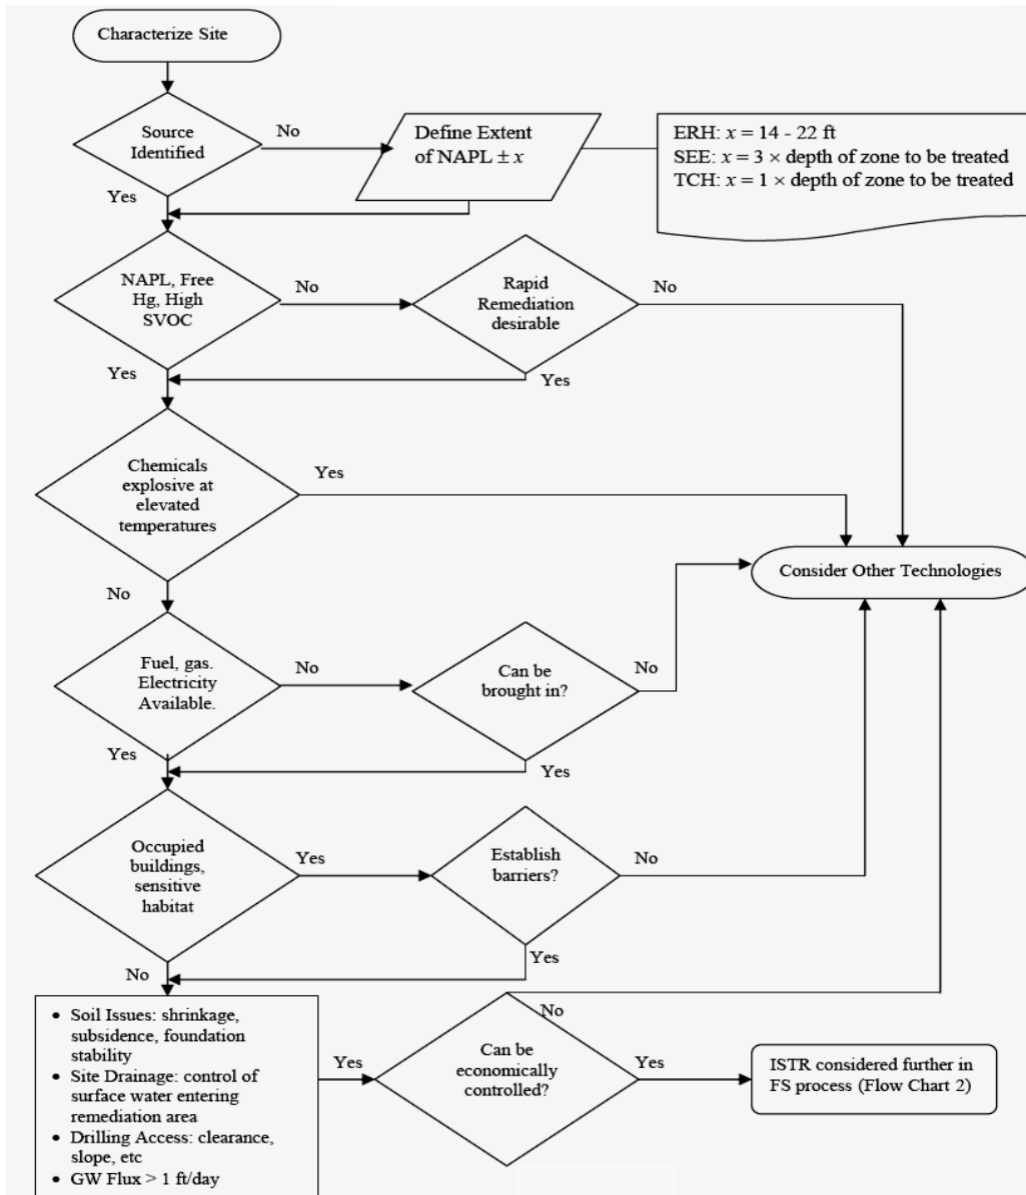 Characterize Site
Source
Identified
No
Define Extent
of NAPL ± x
ERH: x = 14 - 22 ft
SEE: x = 3 × depth of zone to be treated
TCH: x = 1 × depth of zone to be treated
Yes
NAPL, Free
Hg, High
SVOC
No
Rapid
Remediation
desirable
No
Yes
Yes
Chemicals
explosive at
elevated
temperatures
Yes
Consider Other Technologies
No
Fuel, gas.
Electricity
Available.
No
Can be
brought in?
No
Yes
Yes
Occupied
buildings,
sensitive
habitat
Yes
Establish
barriers?
No
No
Yes
• Soil Issues: shrinkage,
subsidence, foundation
stability
• Site Drainage: control of
surface water entering
remediation area
• Drilling Access: clearance,
slope, etc
• GW Flux > 1 ft/day
Yes
No
Can be
economically
controlled?
Yes
ISTR considered further in
FS process (Flow Chart 2)